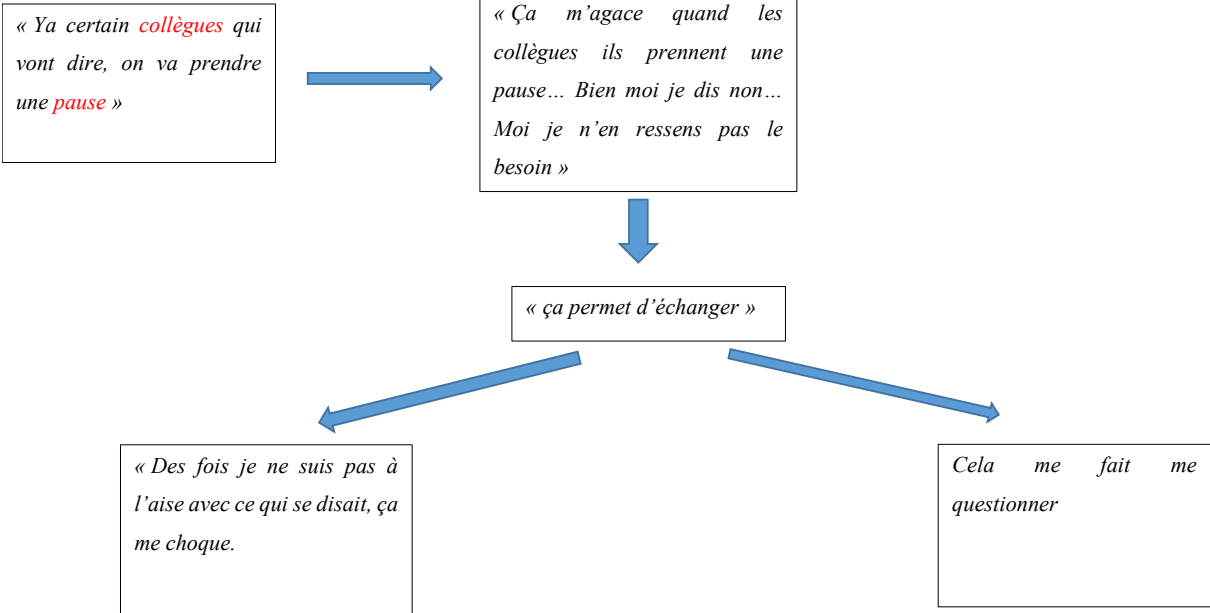 « Ya certain collègues qui
vont dire, on va prendre
une pause »
« Ça m’agace quand les
collègues ils prennent une
pause… Bien moi je dis non…
Moi je n’en ressens pas le
besoin »
« ça permet d’échanger »
« Des fois je ne suis pas à
l’aise avec ce qui se disait, ça
me choque.
Cela me fait me
questionner